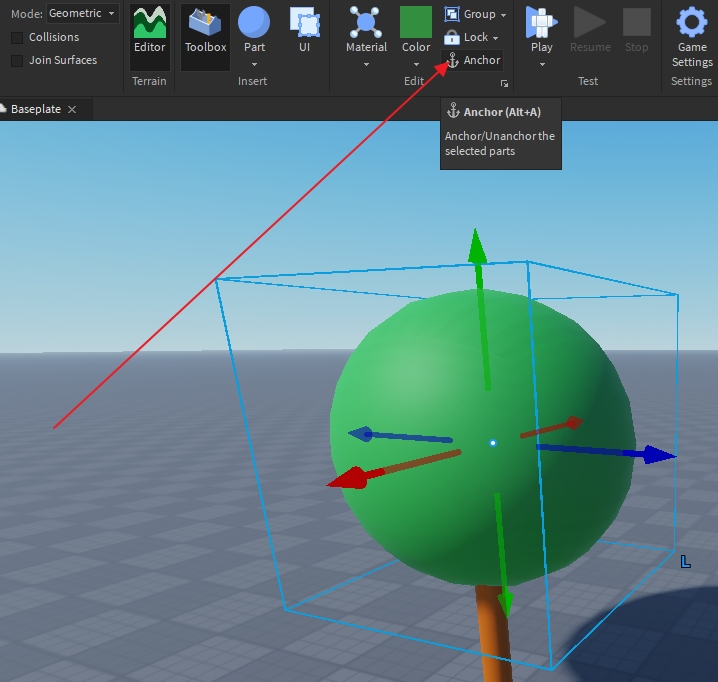 Mode: Geometric
Collisions
Join Surfaces
Editor
Terrain
Toolbox
Part
UI
Insert
Material
Color
Group
Lock
Anchor
Edit
Play
Resume
Stop
Test
Game
Settings
Settings
Baseplate
Anchor (Alt+A)
Anchor/Unanchor the
selected parts
L